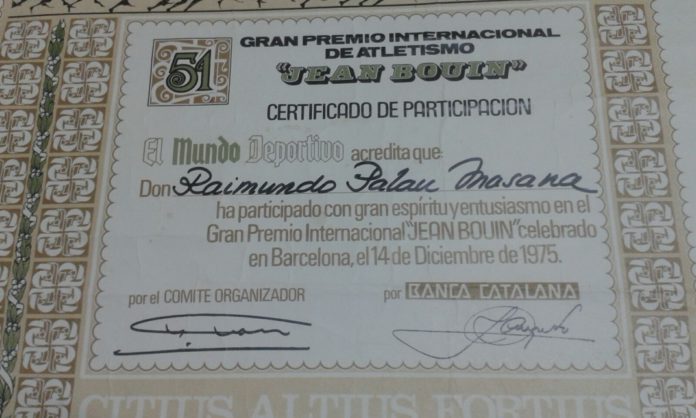 51
GRAN PREMIO INTERNACIONAL
DE ATLETISMO
"JEAN BOUIN"
CERTIFICADO DE PARTICIPACION
El Mundo Deportivo acredita que:
Don Raimundo Palau Masana
ha participado con gran espíritu y entusiasmo en el
Gran Premio Internacional "JEAN BOUIN" celebrado
en Barcelona, el 14 de Diciembre de 1975.
por el COMITE ORGANIZADOR
por BANCA CATALANA
CITIUS ALTIUS FORTIUS